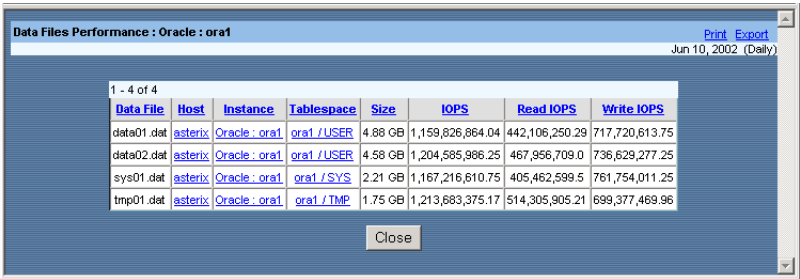 Data Files Performance : Oracle : ora1
Print Export
Jun 10, 2002 (Daily)
1 - 4 of 4
Data File Host Instance Tablespace Size IOPS Read IOPS Write IOPS
data01.dat asterix Oracle : ora1 ora1 / USER 4.88 GB 1,159,826,864.04 442,106,250.29 717,720,613.75
data02.dat asterix Oracle : ora1 ora1 / USER 4.58 GB 1,204,585,986.25 467,956,709.0 736,629,277.25
sys01.dat asterix Oracle : ora1 ora1 / SYS 2.21 GB 1,167,216,610.75 405,462,599.5 761,754,011.25
tmp01.dat asterix Oracle : ora1 ora1 / TMP 1.75 GB 1,213,683,375.17 514,305,905.21 699,377,469.96
Close